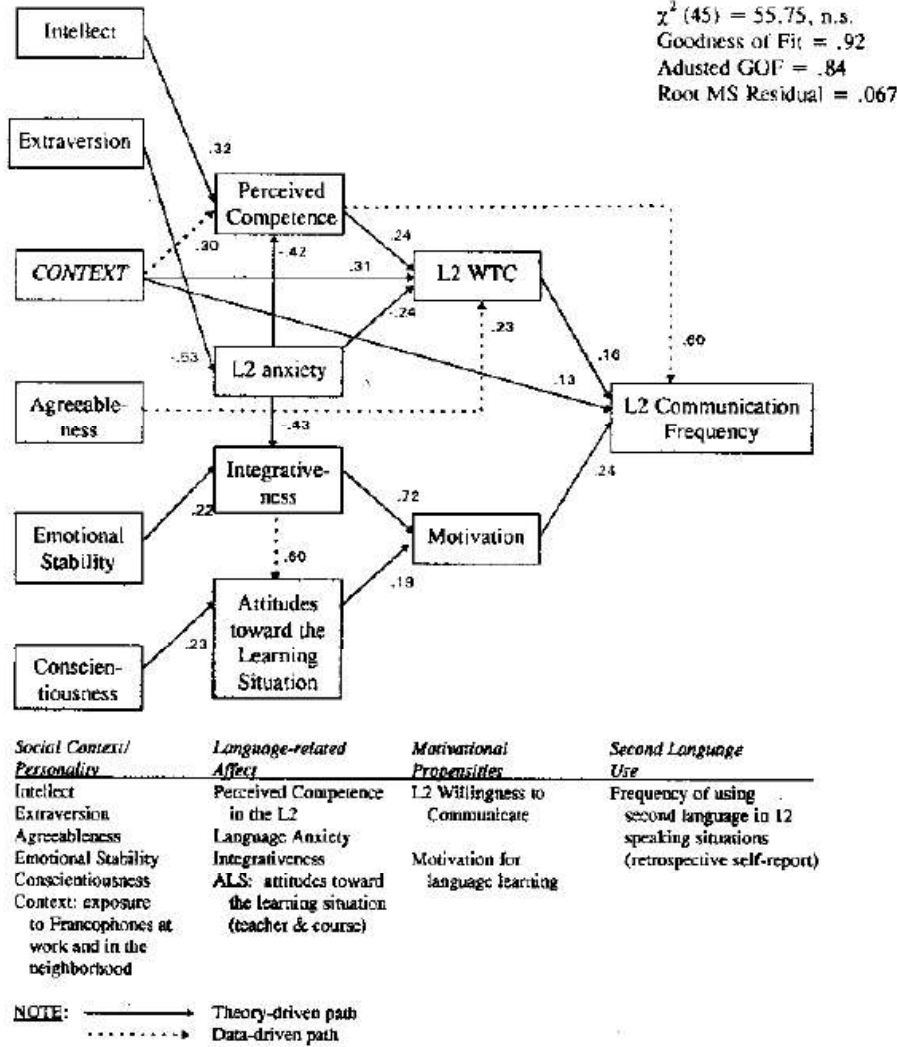 χ² (45) = 55.75, n.s.
Goodness of Fit = .92
Adusted GOF = .84
Root MS Residual = .067
Intellect
Extraversion
.32
Perceived
Competence
.30
-.42
.24
.60
CONTEXT
.31
L2 WTC
-.24
.23
-.53
L2 anxiety
.16
.13
Agreeable-
ness
L2 Communication
Frequency
-.43
Integrative-
ness
.22
.72
.24
Emotional
Stability
Motivation
.60
.19
Attitudes
toward the
Learning
Situation
.23
Conscien-
tiousness
Social Context/ Language-related Motivational Second Language
Personality Affect Propensities Use
Intellect Perceived Competence L2 Willingness to Frequency of using
Extraversion in the L2 Communicate second language in 12
Agreeableness Language Anxiety speaking situations
Emotional Stability Integrativeness Motivation for (retrospective self-report)
Conscientiousness ALS: attitudes toward language learning
Context: exposure the learning situation
to Francophones at (teacher & course)
work and in the
neighborhood
NOTE: Theory-driven path
Data-driven path